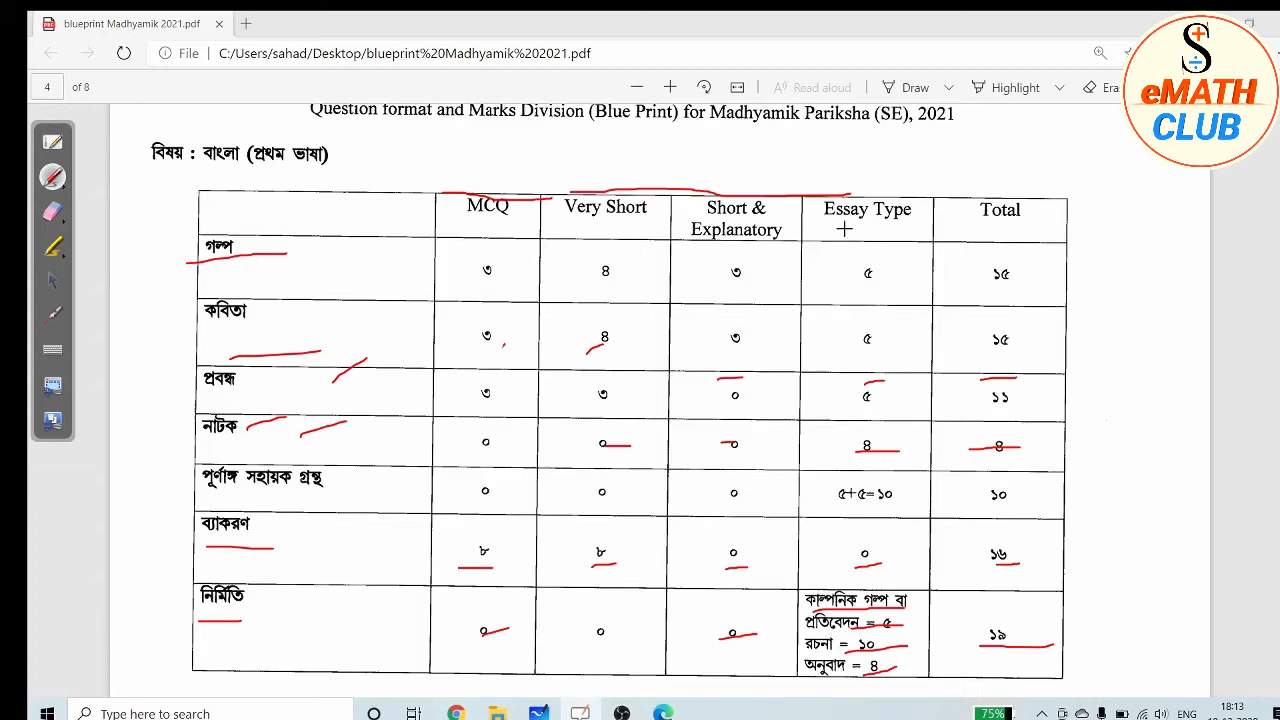 blueprint Madhyamik 2021.pdf
File C:/Users/sahad/Desktop/blueprint%20Madhyamik%202021.pdf
4 of 8 Read aloud Draw Highlight Era
S
eMATH
CLUB
Question format and Marks Division (Blue Print) for Madhyamik Pariksha (SE), 2021
বিষয় : বাংলা (প্রথম ভাষা)
MCQ Very Short Short & Explanatory Essay Type Total
গল্প ৩ ৪ ৩ ৫ ১৫
কবিতা ৩ ৪ ৩ ৫ ১৫
প্রবন্ধ ৩ ৩ ০ ৫ ১১
নাটক ০ ০ ০ ৪ ৪
পূর্ণাঙ্গ সহায়ক গ্রন্থ ০ ০ ০ ৫+৫=১০ ১০
ব্যাকরণ ৮ ৮ ০ ০ ১৬
নির্মিতি ০ ০ ০ কাল্পনিক গল্প বা
প্রতিবেদন = ৫
রচনা = ১০
অনুবাদ = ৪
১৯
Type here to search 75% ENG 18:13